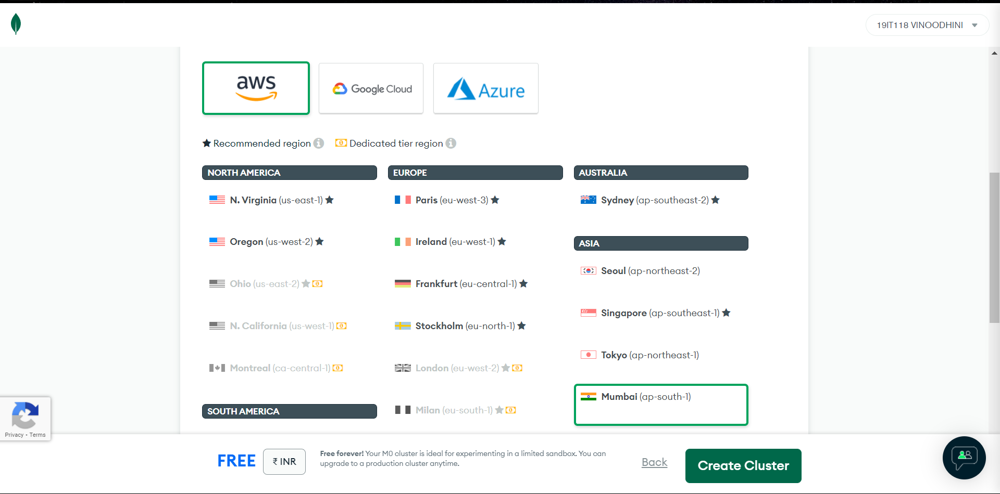 19IT118 VINOODHINI
aws
Google Cloud
Azure
Recommended region
Dedicated tier region
NORTH AMERICA
N. Virginia (us-east-1)
Oregon (us-west-2)
Ohio (us-east-2)
N. California (us-west-1)
Montreal (ca-central-1)
SOUTH AMERICA
EUROPE
Paris (eu-west-3)
Ireland (eu-west-1)
Frankfurt (eu-central-1)
Stockholm (eu-north-1)
London (eu-west-2)
Milan (eu-south-1)
AUSTRALIA
Sydney (ap-southeast-2)
ASIA
Seoul (ap-northeast-2)
Singapore (ap-southeast-1)
Tokyo (ap-northeast-1)
Mumbai (ap-south-1)
Privacy - Terms
FREE
₹ INR
Free forever! Your M0 cluster is ideal for experimenting in a limited sandbox. You can
upgrade to a production cluster anytime.
Back
Create Cluster